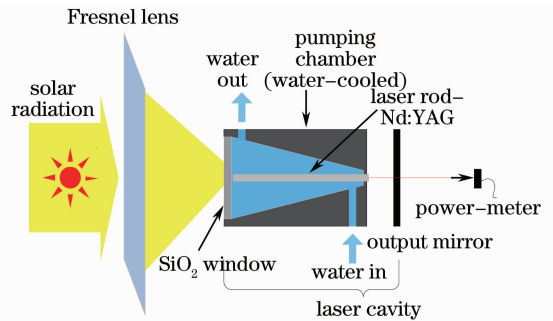 Fresnel lens
solar
radiation
water
out
pumping
chamber
(water-cooled)
laser rod-
Nd:YAG
SiO₂ window
water in
output mirror
power-meter
laser cavity